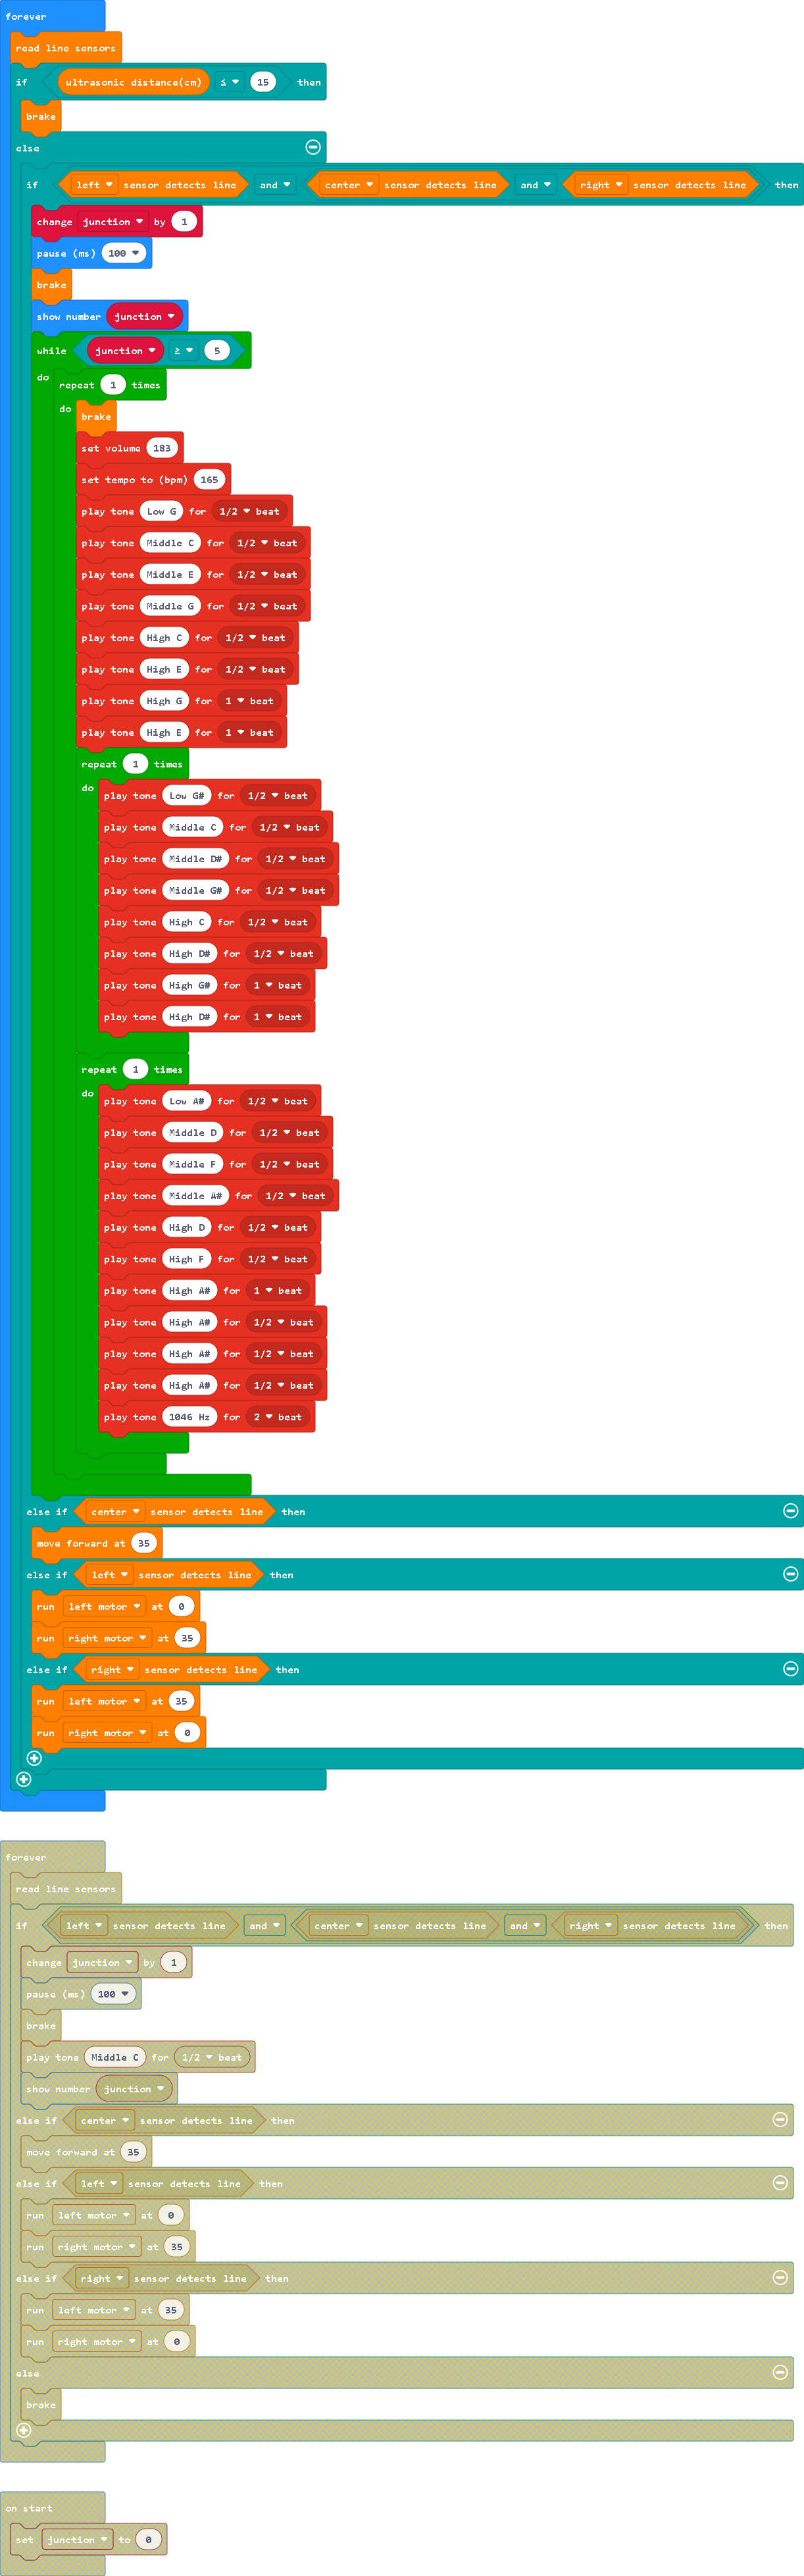 forever
read line sensors
if ultrasonic distance(cm) ≤ 15 then
brake
else
if left sensor detects line and center sensor detects line and right sensor detects line then
change junction by 1
pause (ms) 100
brake
show number junction
while junction ≥ 5
do repeat 1 times
do brake
set volume 183
set tempo to (bpm) 165
play tone Low G for 1/2 beat
play tone Middle C for 1/2 beat
play tone Middle E for 1/2 beat
play tone Middle G for 1/2 beat
play tone High C for 1/2 beat
play tone High E for 1/2 beat
play tone High G for 1 beat
play tone High E for 1 beat
repeat 1 times
do play tone Low G# for 1/2 beat
play tone Middle C for 1/2 beat
play tone Middle D# for 1/2 beat
play tone Middle G# for 1/2 beat
play tone High C for 1/2 beat
play tone High D# for 1/2 beat
play tone High G# for 1 beat
play tone High D# for 1 beat
repeat 1 times
do play tone Low A# for 1/2 beat
play tone Middle D for 1/2 beat
play tone Middle F for 1/2 beat
play tone Middle A# for 1/2 beat
play tone High D for 1/2 beat
play tone High F for 1/2 beat
play tone High A# for 1 beat
play tone High A# for 1/2 beat
play tone High A# for 1/2 beat
play tone High A# for 1/2 beat
play tone 1046 Hz for 2 beat
else if center sensor detects line then
move forward at 35
else if left sensor detects line then
run left motor at 0
run right motor at 35
else if right sensor detects line then
run left motor at 35
run right motor at 0
forever
read line sensors
if left sensor detects line and center sensor detects line and right sensor detects line then
change junction by 1
pause (ms) 100
brake
play tone Middle C for 1/2 beat
show number junction
else if center sensor detects line then
move forward at 35
else if left sensor detects line then
run left motor at 0
run right motor at 35
else if right sensor detects line then
run left motor at 35
run right motor at 0
else
brake
on start
set junction to 0